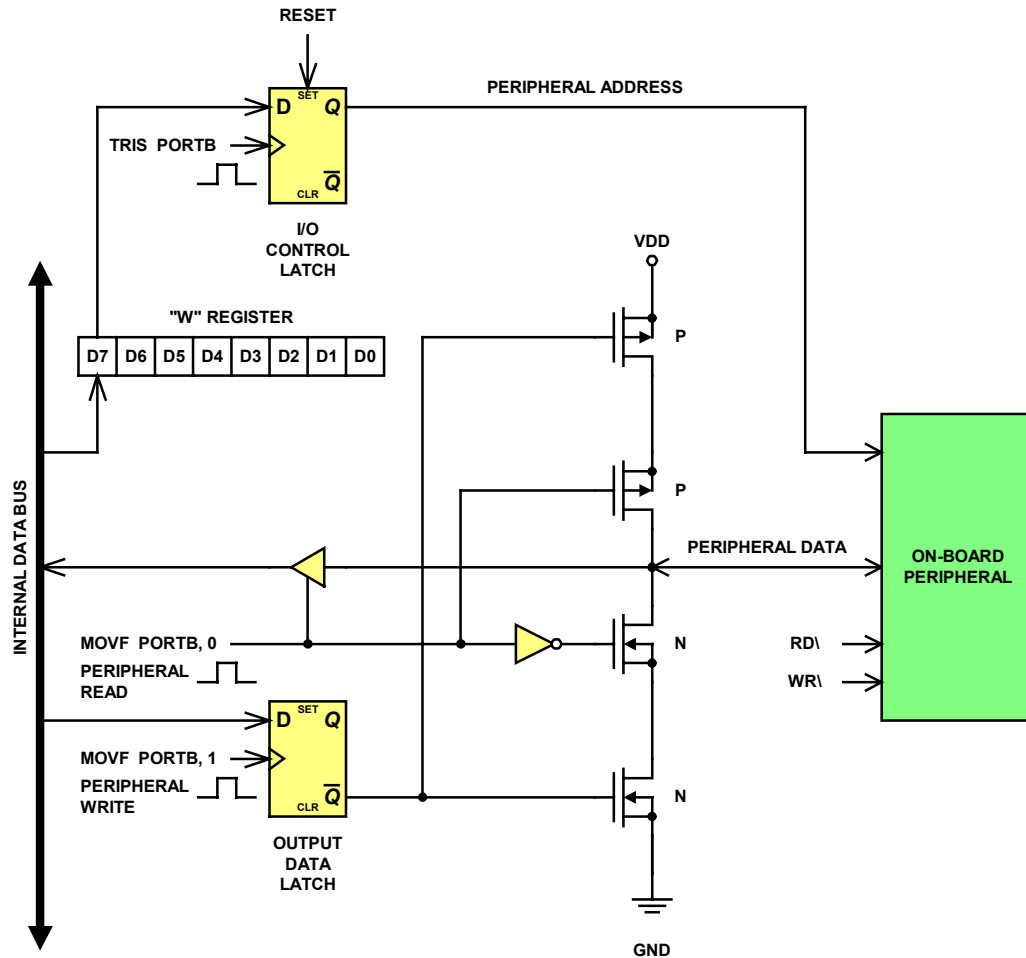 RESET
D
SET
Q
PERIPHERAL ADDRESS
TRIS PORTB
Q
CLR
I/O
CONTROL
LATCH
VDD
"W" REGISTER
P
D7 D6 D5 D4 D3 D2 D1 D0
P
INTERNAL DATA BUS
PERIPHERAL DATA
ON-BOARD
PERIPHERAL
MOVF PORTB, 0
N
RD\
PERIPHERAL
READ
WR\
D
SET
Q
MOVF PORTB, 1
PERIPHERAL
WRITE
Q
CLR
N
OUTPUT
DATA
LATCH
GND